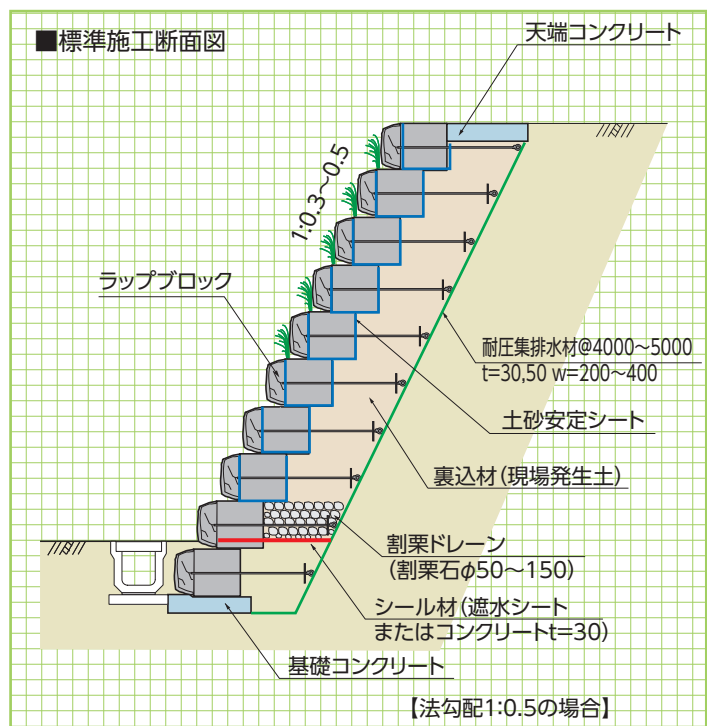 ■標準施工断面図
天端コンクリート
1:0.3〜0.5
ラップブロック
耐圧集排水材@4000〜5000
t=30,50 w=200〜400
土砂安定シート
裏込材(現場発生土)
割栗ドレーン
(割栗石φ50〜150)
シール材(遮水シート
またはコンクリートt=30)
基礎コンクリート
【法勾配1:0.5の場合】